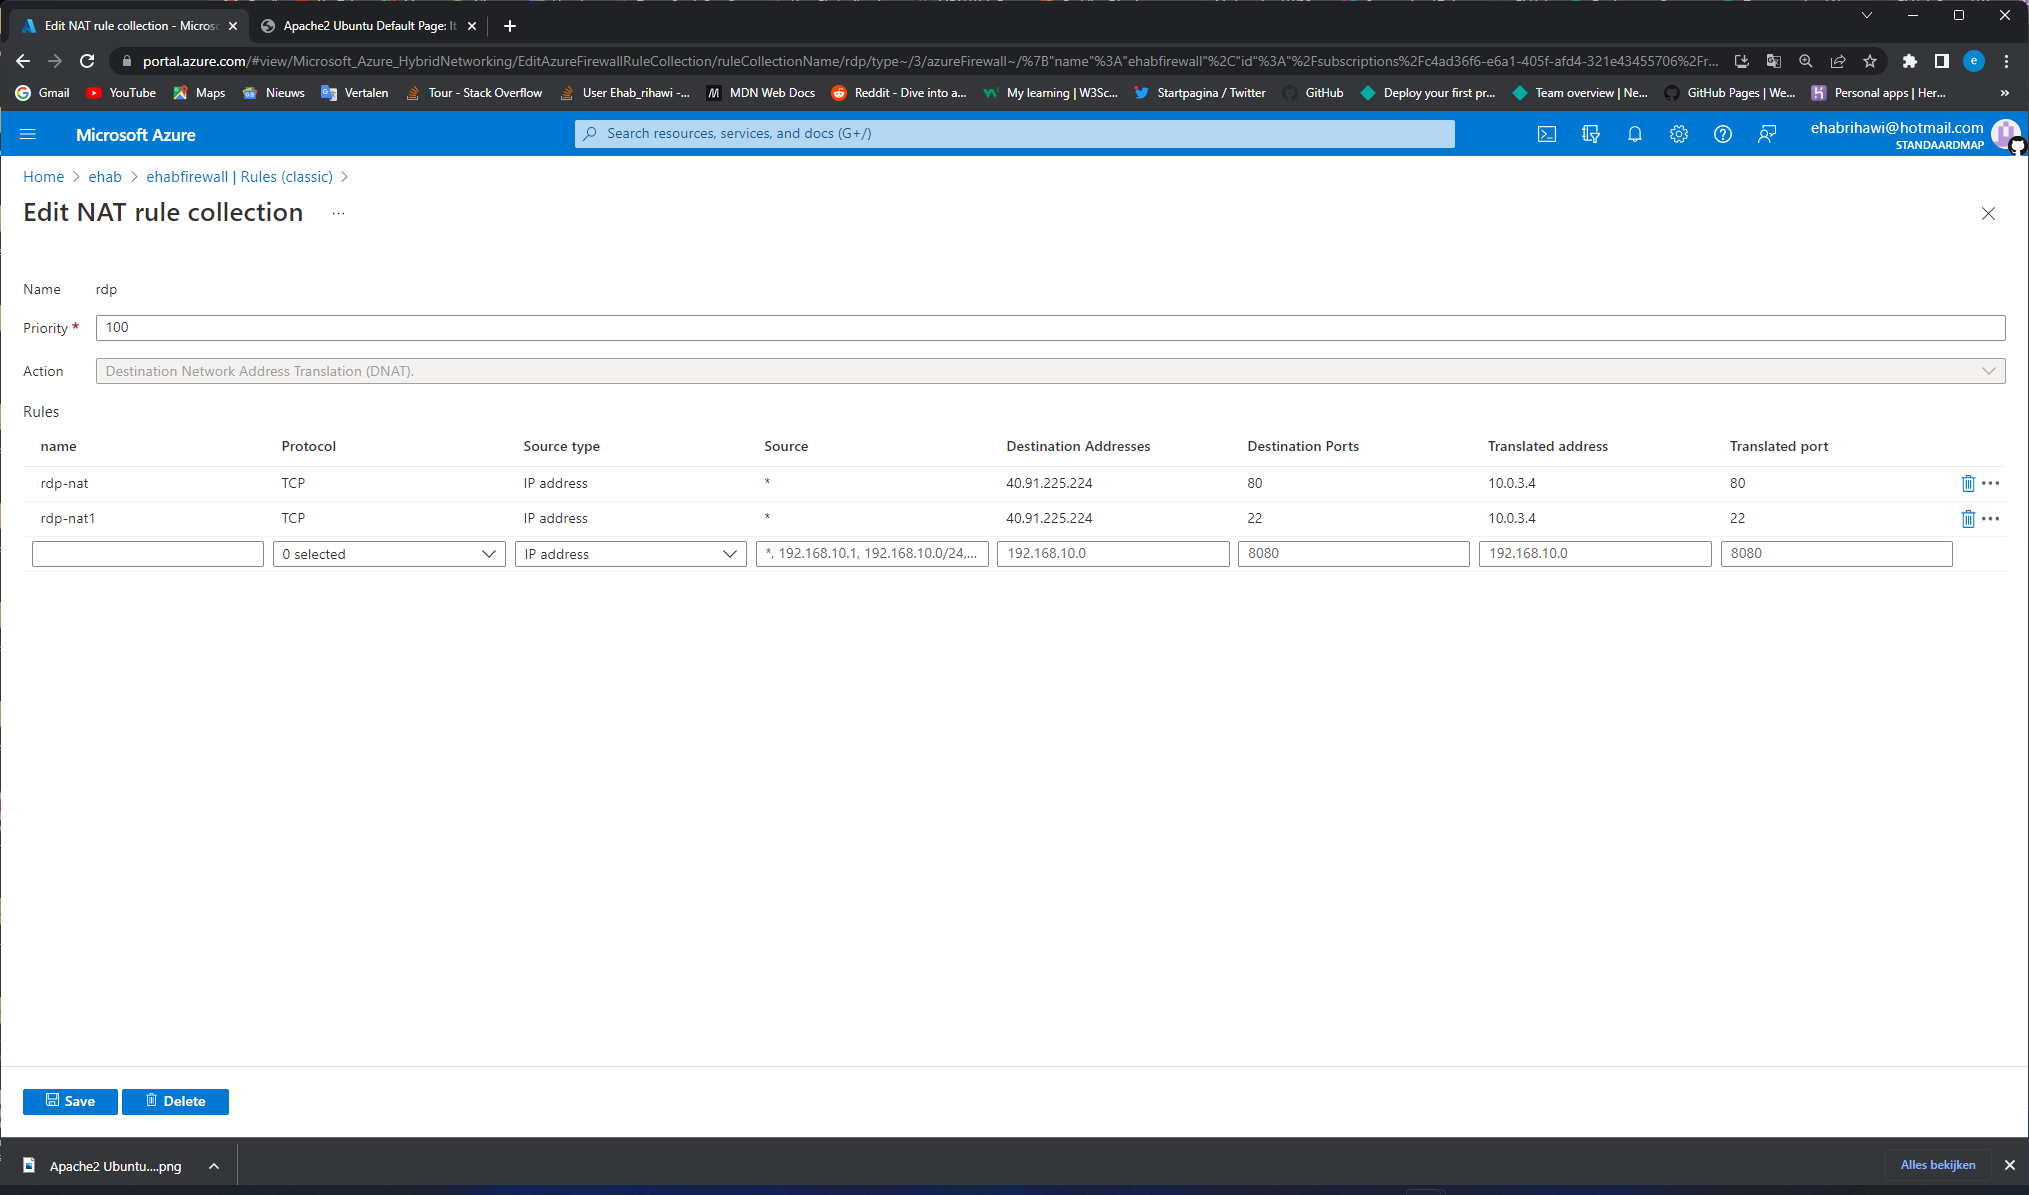 Edit NAT rule collection - Micros
Apache2 Ubuntu Default Page: It
portal.azure.com/#view/Microsoft_Azure_HybridNetworking/EditAzureFirewallRuleCollection/ruleCollectionName/rdp/type~/3/azureFirewall~/%7B"name"%3A"ehabfirewall"%2C"id"%3A"%2Fsubscriptions%2Fc4ad36f6-e6a1-405f-afd4-321e43455706%2Fr...
e
Gmail YouTube Maps Nieuws Vertalen Tour - Stack Overflow User Ehab_rihawi -... MDN Web Docs Reddit - Dive into a... My learning | W3Sc... Startpagina / Twitter GitHub Deploy your first pr... Team overview | Ne... GitHub Pages | We... Personal apps | Her... »
Microsoft Azure
Search resources, services, and docs (G+/)
ehabrihawi@hotmail.com
STANDAARDMAP
Home > ehab > ehabfirewall | Rules (classic) >
Edit NAT rule collection ...
Name rdp
Priority * 100
Action Destination Network Address Translation (DNAT).
Rules
name Protocol Source type Source Destination Addresses Destination Ports Translated address Translated port
rdp-nat TCP IP address * 40.91.225.224 80 10.0.3.4 80
rdp-nat1 TCP IP address * 40.91.225.224 22 10.0.3.4 22
0 selected IP address *, 192.168.10.1, 192.168.10.0/24,... 192.168.10.0 8080 192.168.10.0 8080
Save Delete
Apache2 Ubuntu....png
Alles bekijken